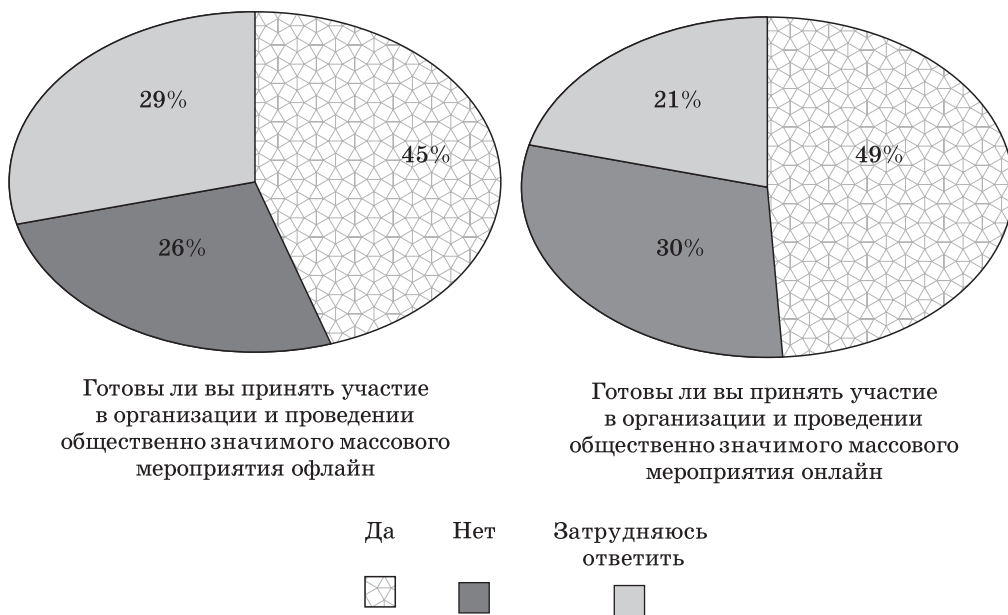 29%
45%
26%
21%
49%
30%
Готовы ли вы принять участие
в организации и проведении
общественно значимого массового
мероприятия офлайн
Готовы ли вы принять участие
в организации и проведении
общественно значимого массового
мероприятия онлайн
Да
Нет
Затрудняюсь
ответить